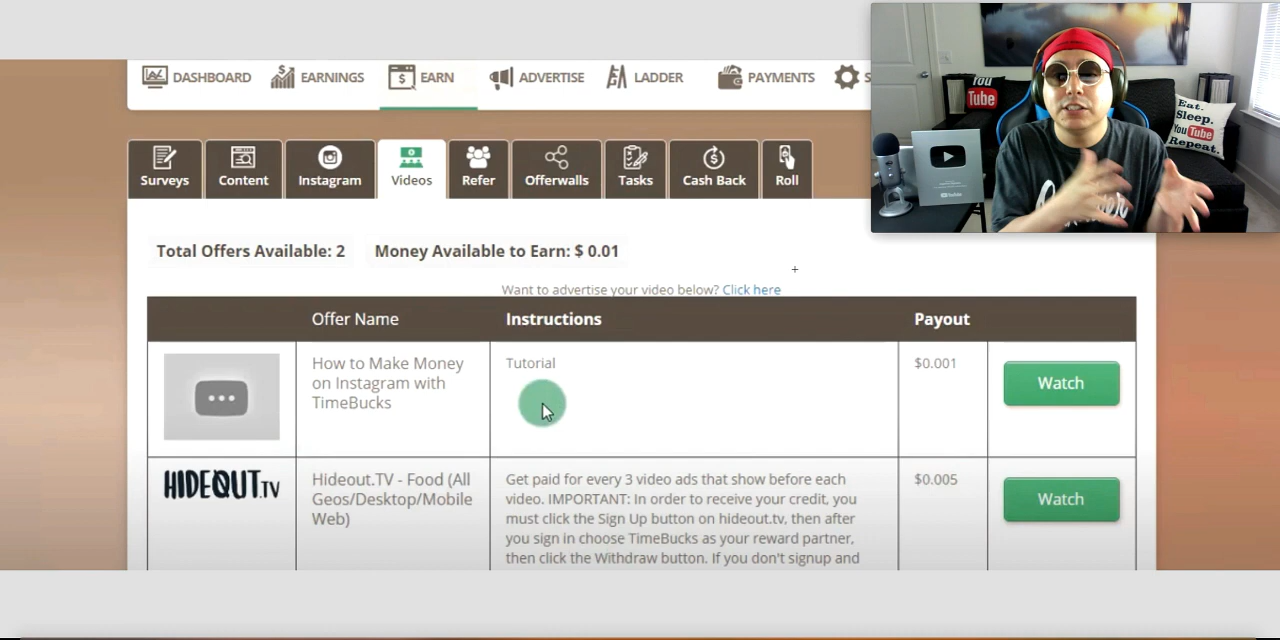 DASHBOARD EARNINGS EARN ADVERTISE LADDER PAYMENTS
Surveys Content Instagram Videos Refer Offerwalls Tasks Cash Back Roll
You
Tube
Eat.
Sleep.
YouTube
Repeat.
Total Offers Available: 2 Money Available to Earn: $ 0.01
Want to advertise your video below? Click here
Offer Name Instructions Payout
How to Make Money
on Instagram with
TimeBucks
Tutorial
$0.001
Watch
HIDEOUT.TV
Hideout.TV - Food (All
Geos/Desktop/Mobile
Web)
Get paid for every 3 video ads that show before each
video. IMPORTANT: In order to receive your credit, you
must click the Sign Up button on hideout.tv, then after
you sign in choose TimeBucks as your reward partner,
then click the Withdraw button. If you don't signup and
$0.005
Watch